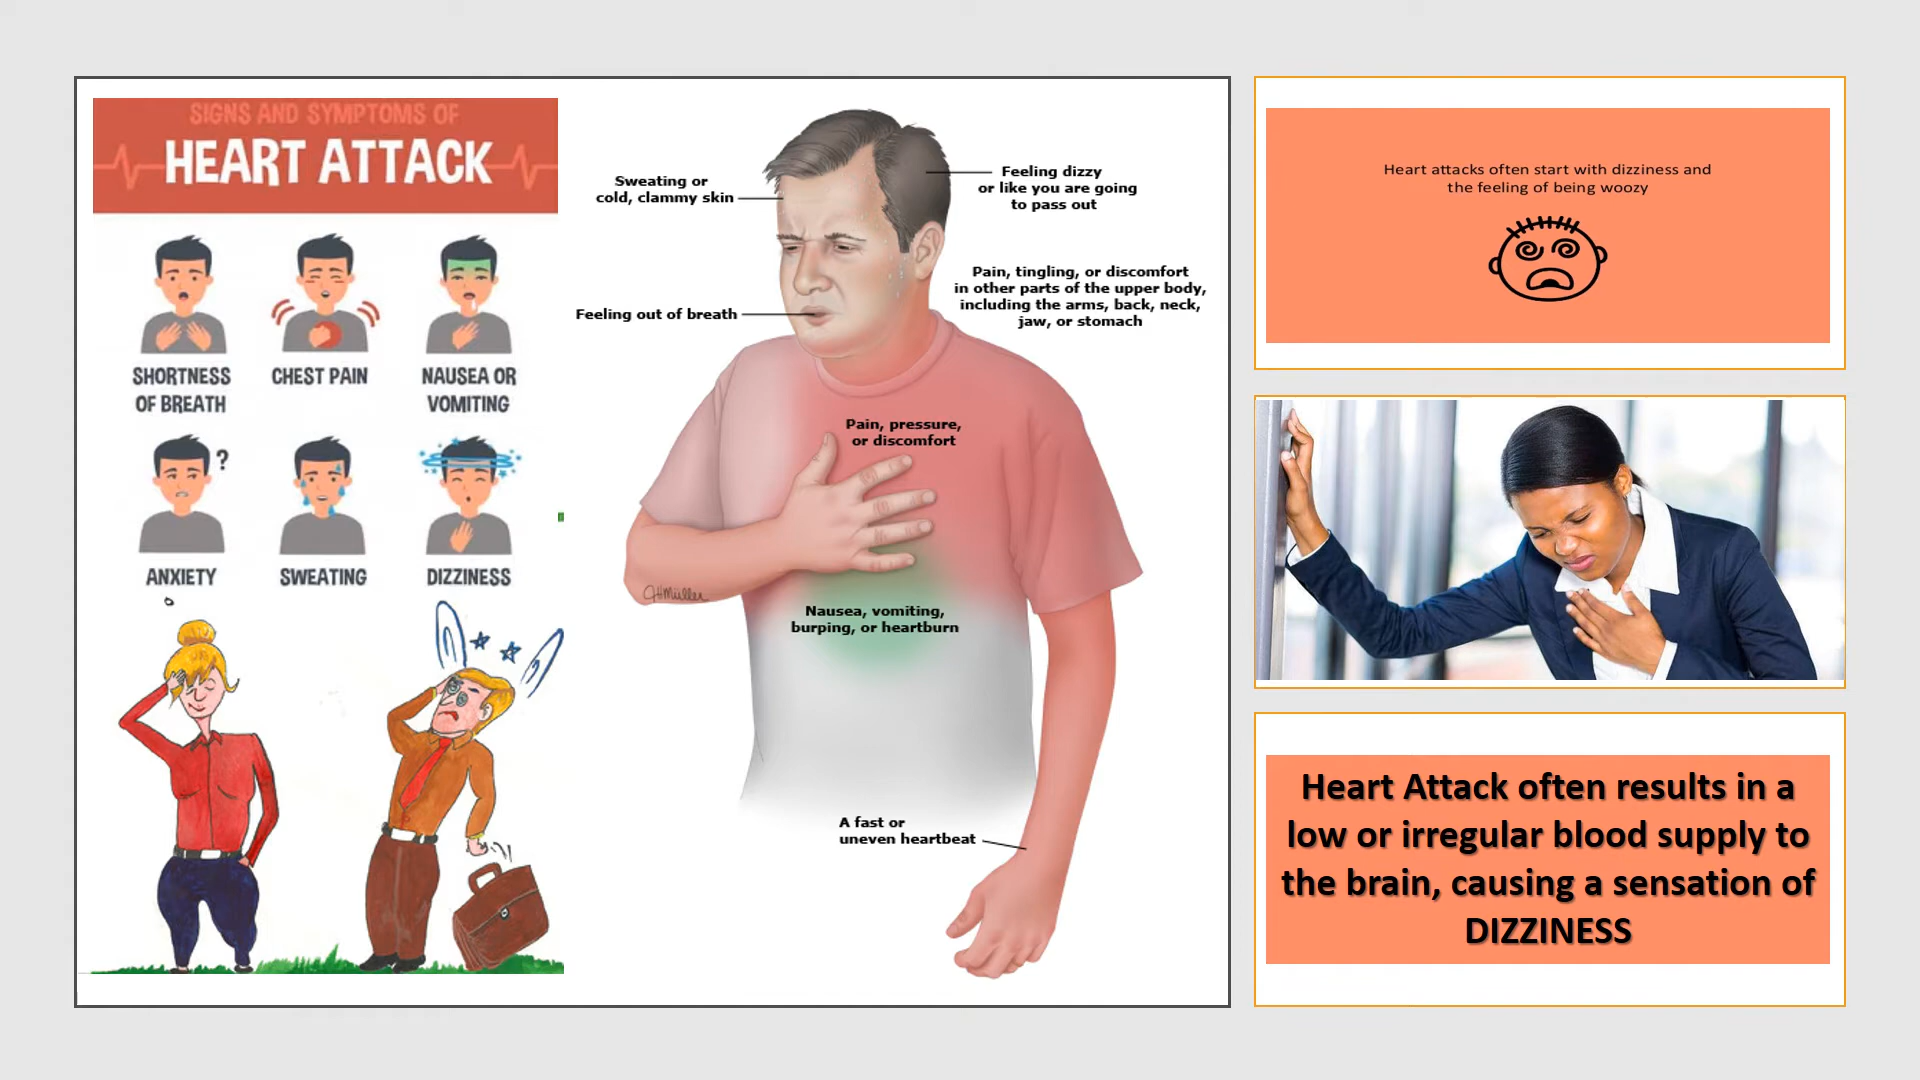 SIGNS AND SYMPTOMS OF
HEART ATTACK
SHORTNESS
OF BREATH
CHEST PAIN
NAUSEA OR
VOMITING
?
ANXIETY
SWEATING
DIZZINESS
Sweating or
cold, clammy skin
Feeling dizzy
or like you are going
to pass out
Feeling out of breath
Pain, tingling, or discomfort
in other parts of the upper body,
including the arms, back, neck,
jaw, or stomach
Pain, pressure,
or discomfort
JHMüller
Nausea, vomiting,
burping, or heartburn
A fast or
uneven heartbeat
Heart attacks often start with dizziness and
the feeling of being woozy
Heart Attack often results in a
low or irregular blood supply to
the brain, causing a sensation of
DIZZINESS